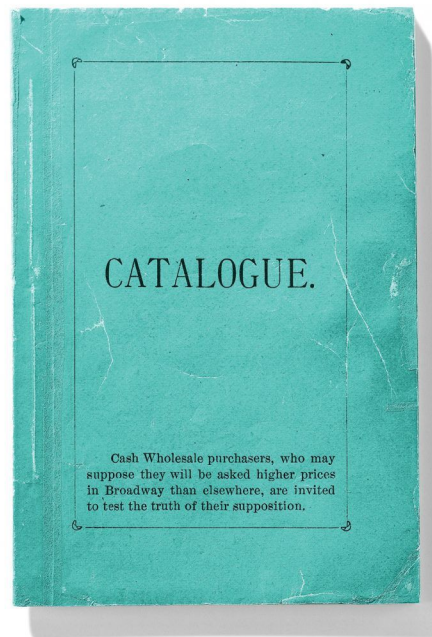 CATALOGUE.
Cash Wholesale purchasers, who may
suppose they will be asked higher prices
in Broadway than elsewhere, are invited
to test the truth of their supposition.